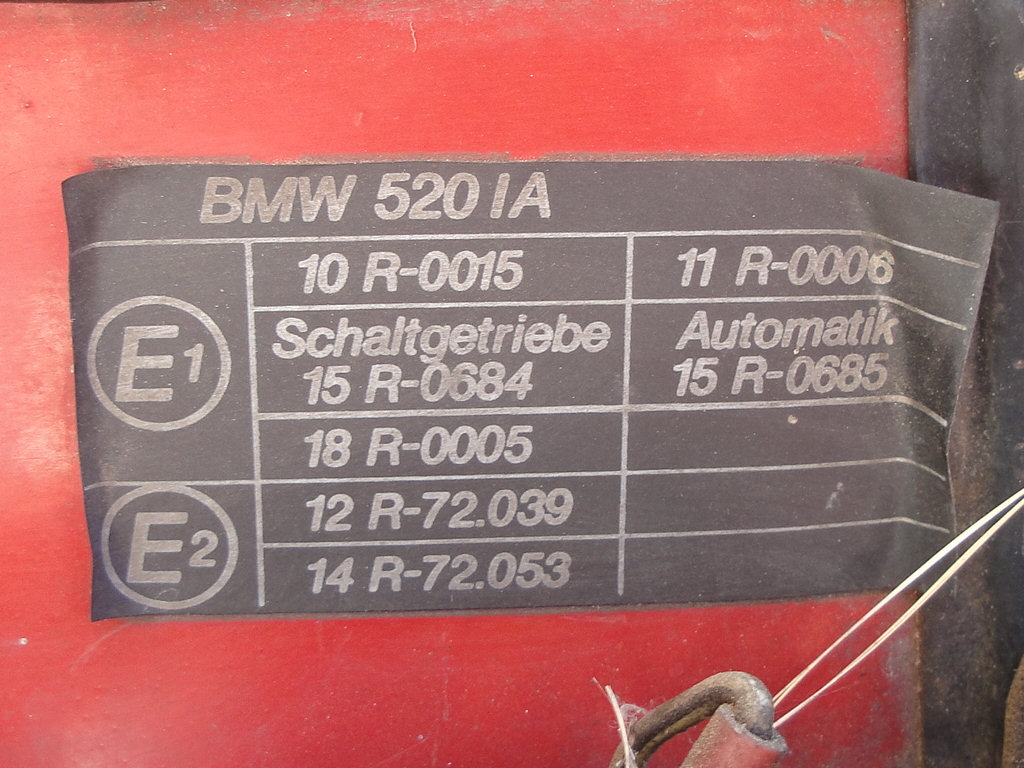 BMW 520 IA
10 R-0015 11 R-0006
E1 Schaltgetriebe Automatik
15 R-0684 15 R-0685
18 R-0005
E2 12 R-72.039
14 R-72.053